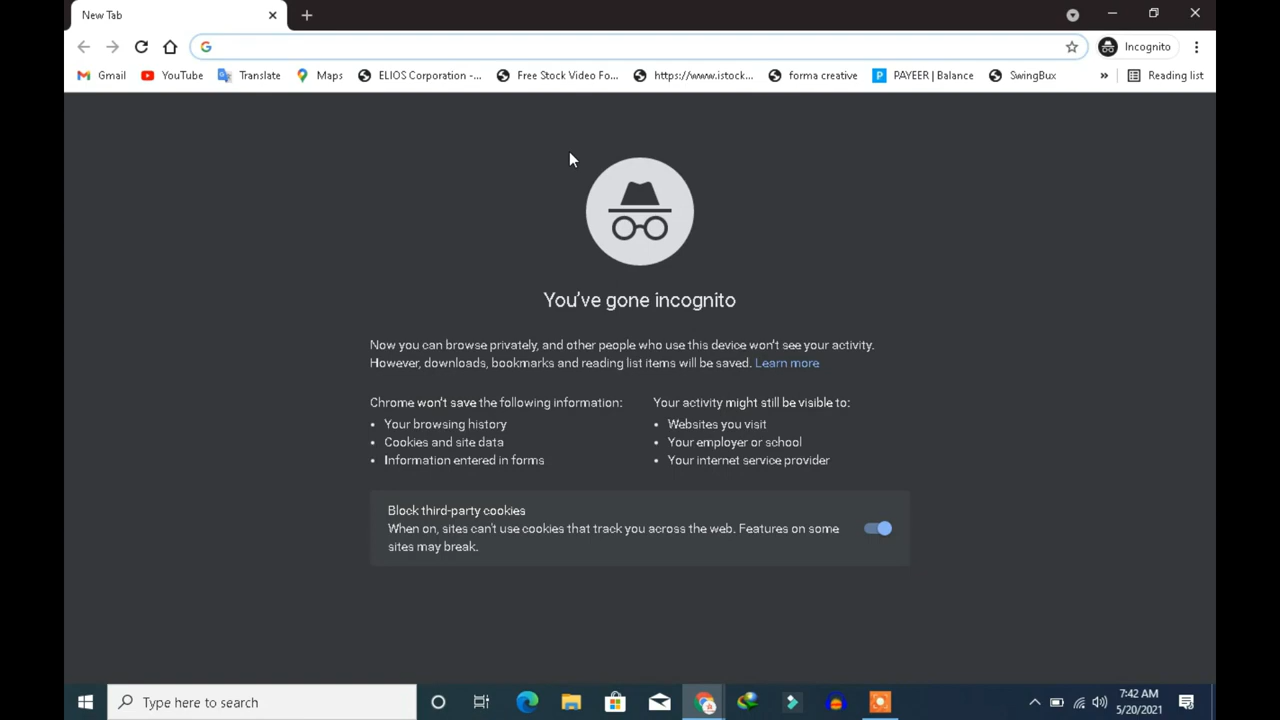 New Tab
Incognito
Gmail YouTube Translate Maps ELIOS Corporation -... Free Stock Video Fo... https://www.istock... forma creative PAYEER | Balance SwingBux » Reading list
You've gone incognito
Now you can browse privately, and other people who use this device won't see your activity.
However, downloads, bookmarks and reading list items will be saved. Learn more
Chrome won't save the following information:
• Your browsing history
• Cookies and site data
• Information entered in forms
Your activity might still be visible to:
• Websites you visit
• Your employer or school
• Your internet service provider
Block third-party cookies
When on, sites can't use cookies that track you across the web. Features on some
sites may break.
Type here to search
7:42 AM
5/20/2021